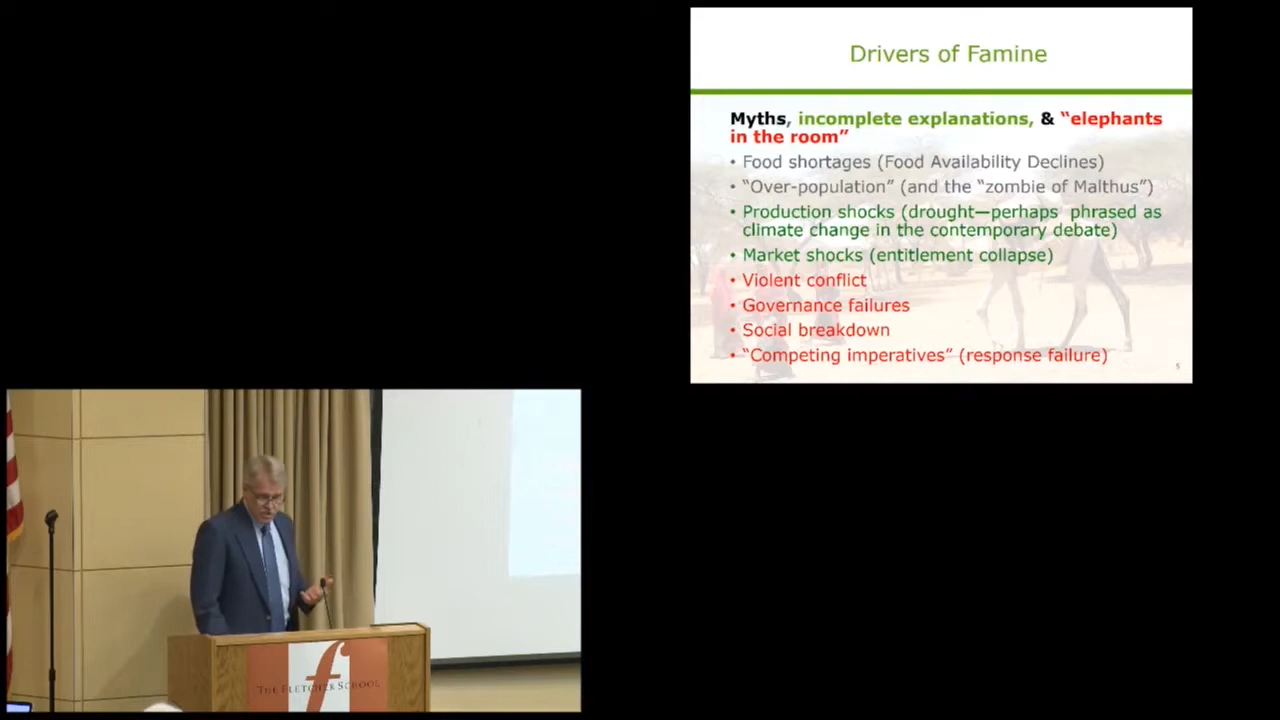 Drivers of Famine
Myths, incomplete explanations, & “elephants
in the room”
• Food shortages (Food Availability Declines)
• “Over-population” (and the “zombie of Malthus”)
• Production shocks (drought—perhaps phrased as
climate change in the contemporary debate)
• Market shocks (entitlement collapse)
• Violent conflict
• Governance failures
• Social breakdown
• “Competing imperatives” (response failure)
5
f
THE FLETCHER SCHOOL